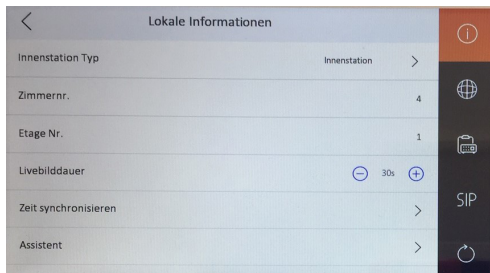 Lokale Informationen
Innenstation Typ Innenstation
Zimmernr. 4
Etage Nr. 1
Livebilddauer 30s
Zeit synchronisieren
Assistent
SIP